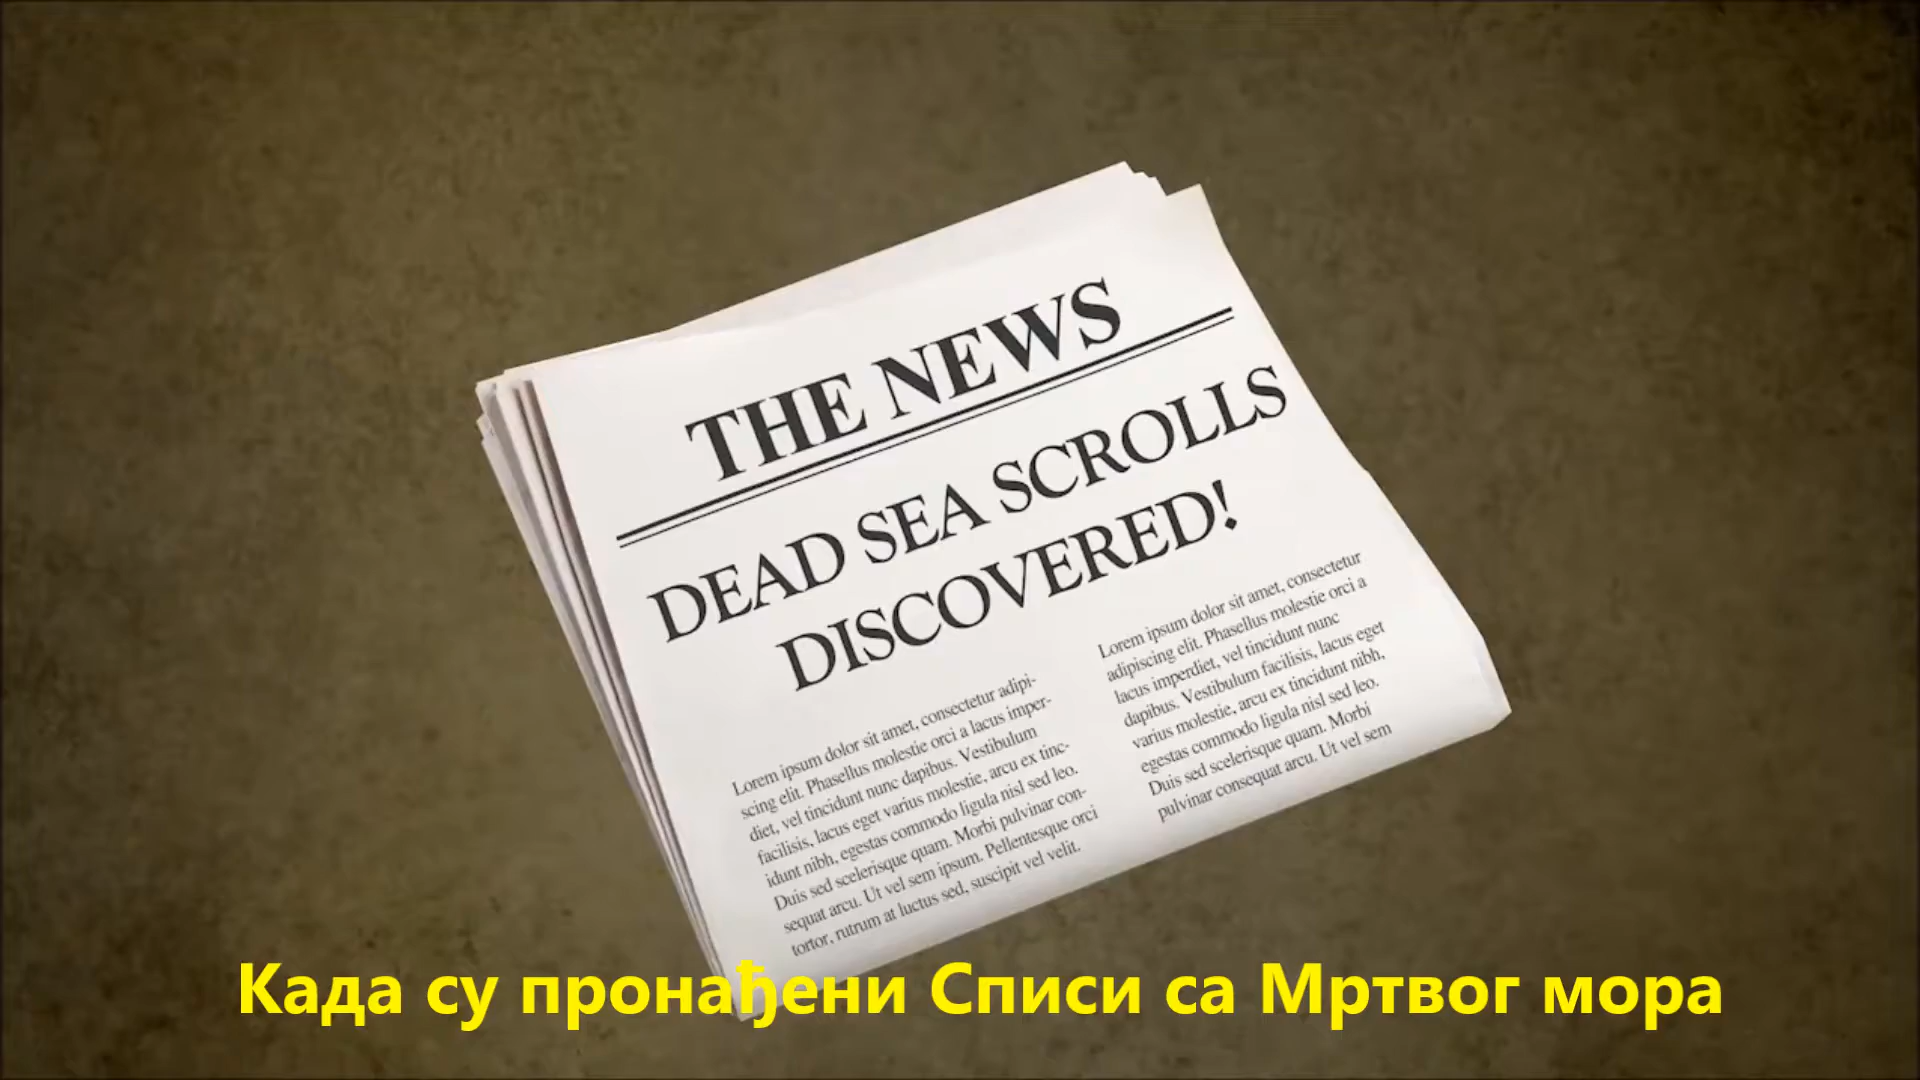 THE NEWS
DEAD SEA SCROLLS
DISCOVERED!
Lorem ipsum dolor sit amet, consectetur adipi-
scing elit. Phasellus molestie orci a lacus imper-
diet, vel tincidunt nunc dapibus. Vestibulum
facilisis, lacus eget varius molestie, arcu ex tinc-
idunt nibh, egestas commodo ligula nisl sed leo.
Duis sed scelerisque quam. Morbi pulvinar con-
sequat arcu. Ut vel sem ipsum. Pellentesque orci
tortor, rutrum at luctus sed, suscipit vel velit.
Lorem ipsum dolor sit amet, consectetur
adipiscing elit. Phasellus molestie orci a
lacus imperdiet, vel tincidunt nunc
dapibus. Vestibulum facilisis, lacus eget
varius molestie, arcu ex tincidunt nibh,
egestas commodo ligula nisl sed leo.
Duis sed scelerisque quam. Morbi
pulvinar consequat arcu. Ut vel sem
Када су пронађени Списи са Мртвог мора